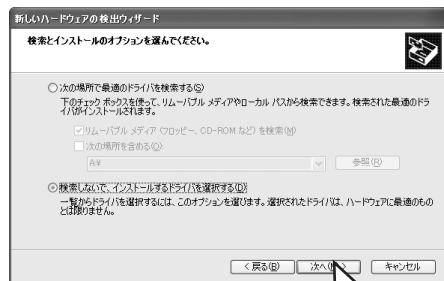 新しいハードウェアの検出ウィザード
検索とインストールのオプションを選んでください。
次の場所で最適のドライバを検索する(S)
下のチェック ボックスを使って、リムーバブル メディアやローカル パスから検索できます。検索された最適のドラ
イバがインストールされます。
リムーバブル メディア (フロッピー、CD-ROM など) を検索(M)
次の場所を含める(O)
A:¥
参照(R)
検索しないで、インストールするドライバを選択する(D)
一覧からドライバを選択するには、このオプションを選びます。選択されたドライバは、ハードウェアに最適のもの
とは限りません。
< 戻る(B)
次へ >
キャンセル